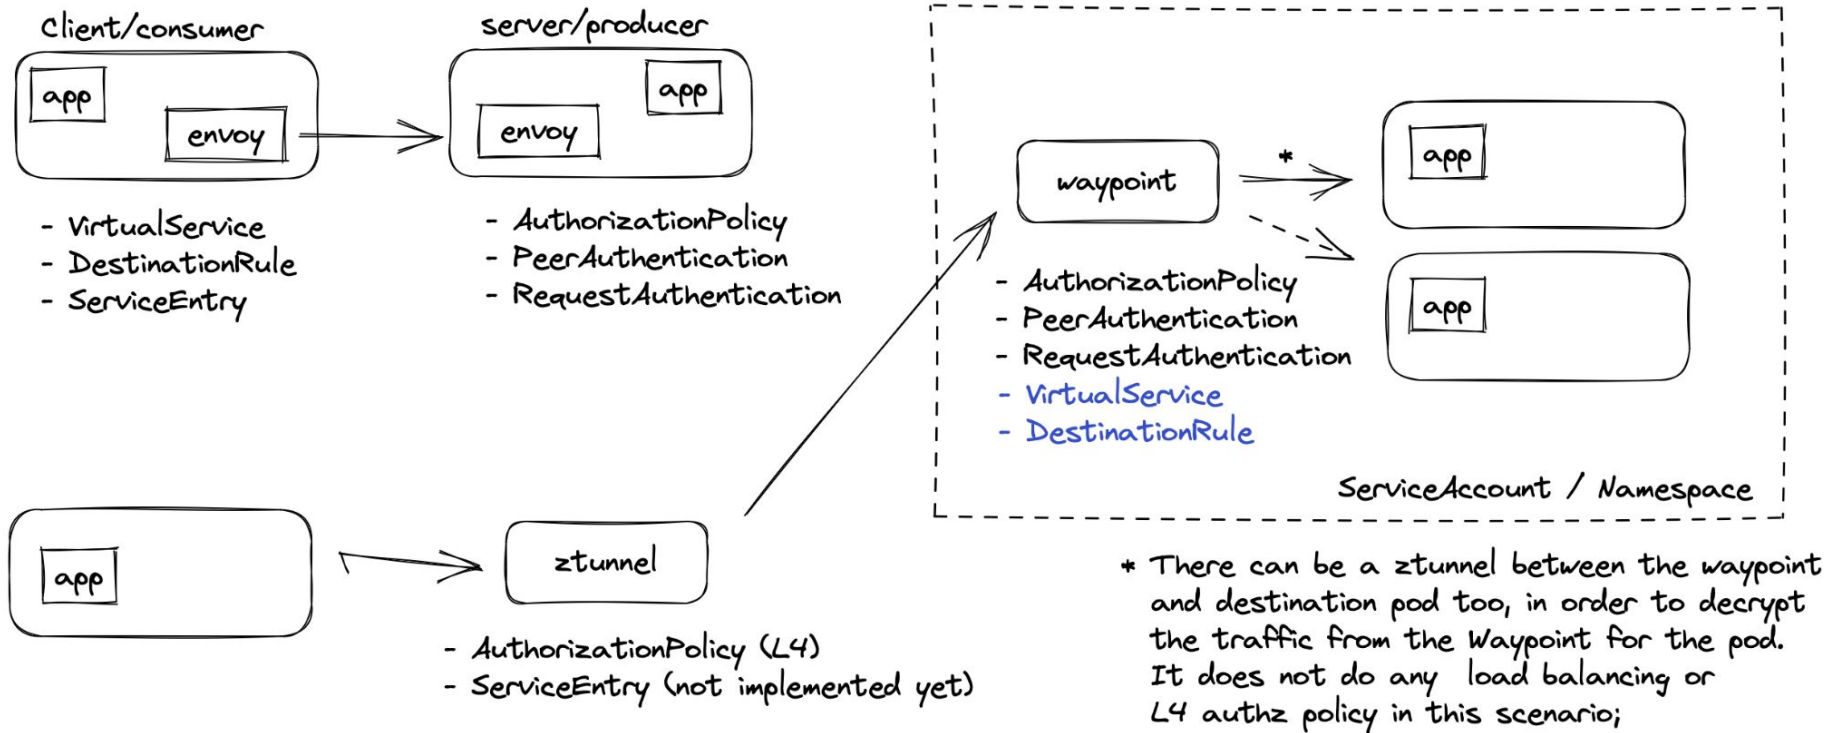 Client/consumer
app
envoy
- VirtualService
- DestinationRule
- ServiceEntry
server/producer
app
envoy
- AuthorizationPolicy
- PeerAuthentication
- RequestAuthentication
app
ztunnel
- AuthorizationPolicy (L4)
- ServiceEntry (not implemented yet)
waypoint
*
app
app
- AuthorizationPolicy
- PeerAuthentication
- RequestAuthentication
- VirtualService
- DestinationRule
ServiceAccount / Namespace
* There can be a ztunnel between the waypoint
and destination pod too, in order to decrypt
the traffic from the Waypoint for the pod.
It does not do any load balancing or
L4 authz policy in this scenario;